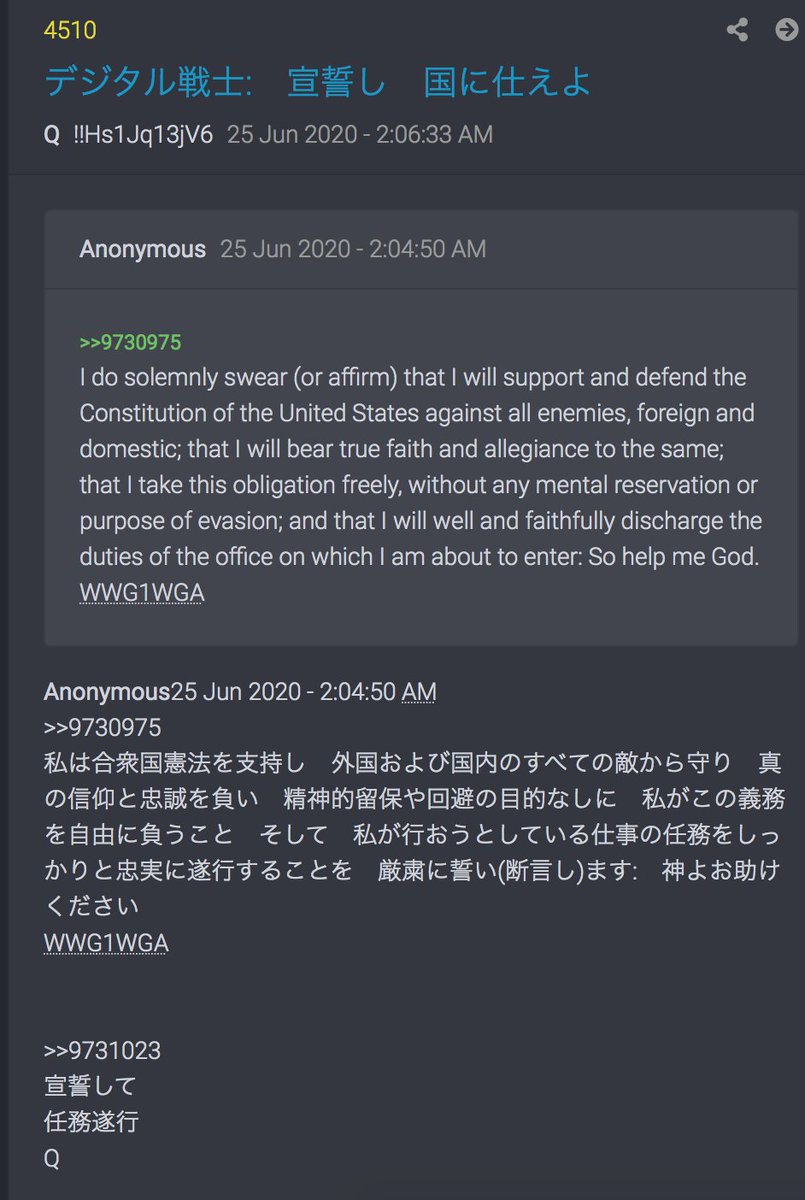 4510
デジタル戦士:　宣誓し　国に仕えよ
Q !!Hs1Jq13jV6 25 Jun 2020 - 2:06:33 AM
Anonymous 25 Jun 2020 - 2:04:50 AM
>>9730975
I do solemnly swear (or affirm) that I will support and defend the
Constitution of the United States against all enemies, foreign and
domestic; that I will bear true faith and allegiance to the same;
that I take this obligation freely, without any mental reservation or
purpose of evasion; and that I will well and faithfully discharge the
duties of the office on which I am about to enter: So help me God.
WWG1WGA
Anonymous25 Jun 2020 - 2:04:50 AM
>>9730975
私は合衆国憲法を支持し　外国および国内のすべての敵から守り　真
の信仰と忠誠を負い　精神的留保や回避の目的なしに　私がこの義務
を自由に負うこと　そして　私が行おうとしている仕事の任務をしっ
かりと忠実に遂行することを　厳粛に誓い(断言し)ます:　神よお助け
ください
WWG1WGA
>>9731023
宣誓して
任務遂行
Q